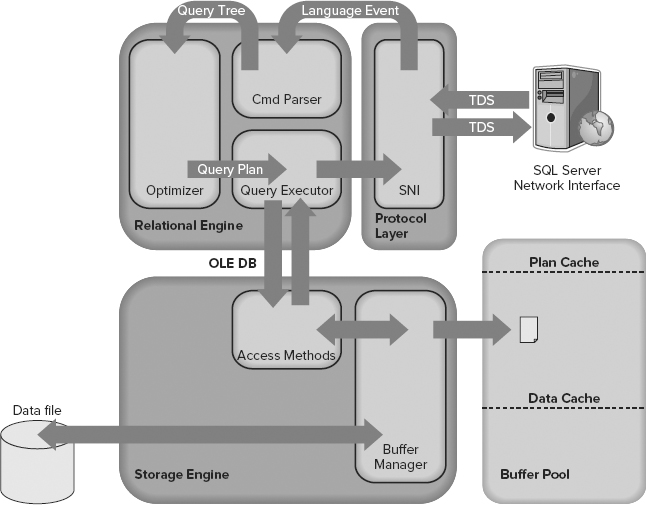 Query Tree
Language Event
Cmd Parser
TDS
TDS
SQL Server
Network Interface
Query Plan
Optimizer
Query Executor
SNI
Relational Engine
Protocol
Layer
OLE DB
Plan Cache
Access Methods
Data Cache
Data file
Buffer
Manager
Storage Engine
Buffer Pool